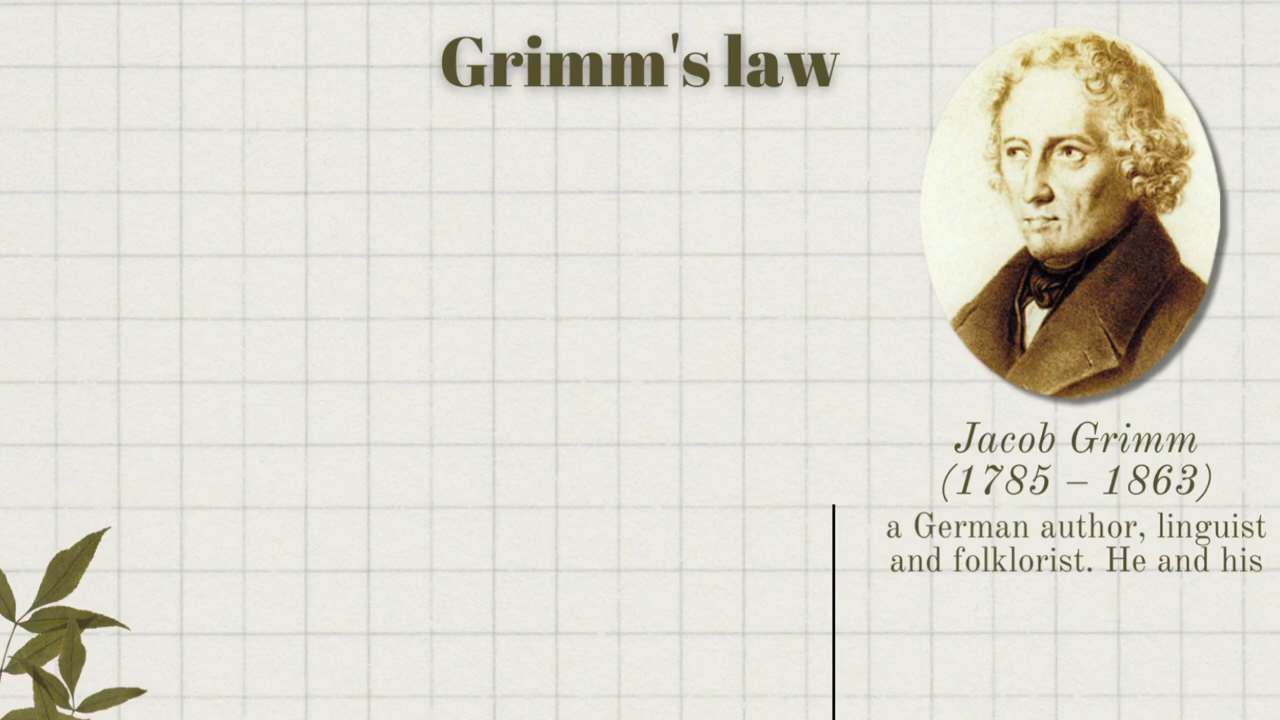 Grimm's law
Jacob Grimm
(1785 – 1863)
a German author, linguist
and folklorist. He and his